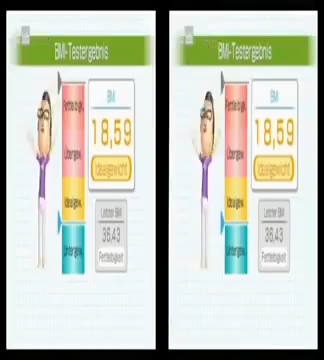 BMI-Testergebnis
Fettleibigk.
Übergew.
Idealgew.
Untergew.
BMI
18,59
Idealgewicht
Letzter BMI
36,43
Fettleibigkeit
BMI-Testergebnis
Fettleibigk.
Übergew.
Idealgew.
Untergew.
BMI
18,59
Idealgewicht
Letzter BMI
36,43
Fettleibigkeit